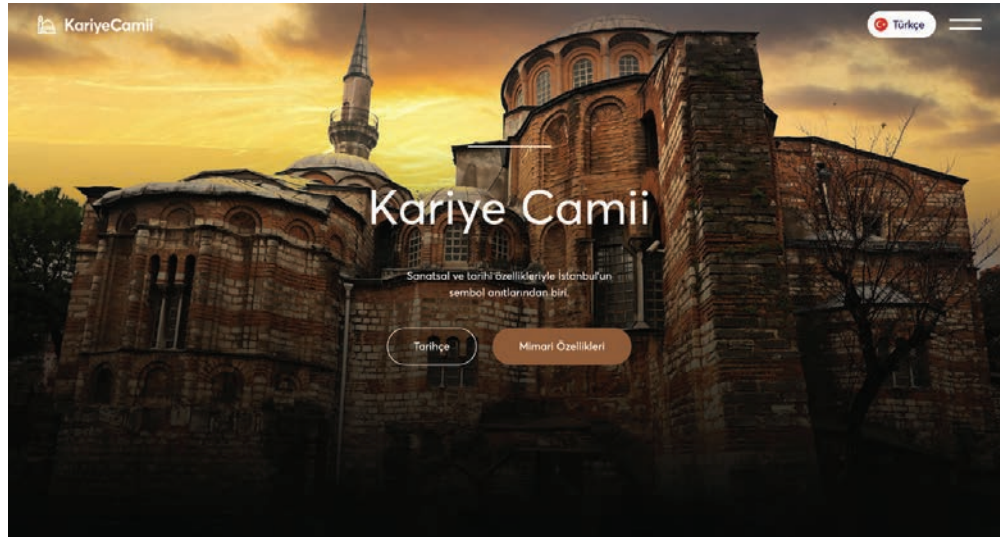 KariyeCamii
Türkçe
Kariye Camii
Sanatsal ve tarihi özellikleriyle İstanbul'un
sembol anıtlarından biri.
Tarihçe
Mimari Özellikleri